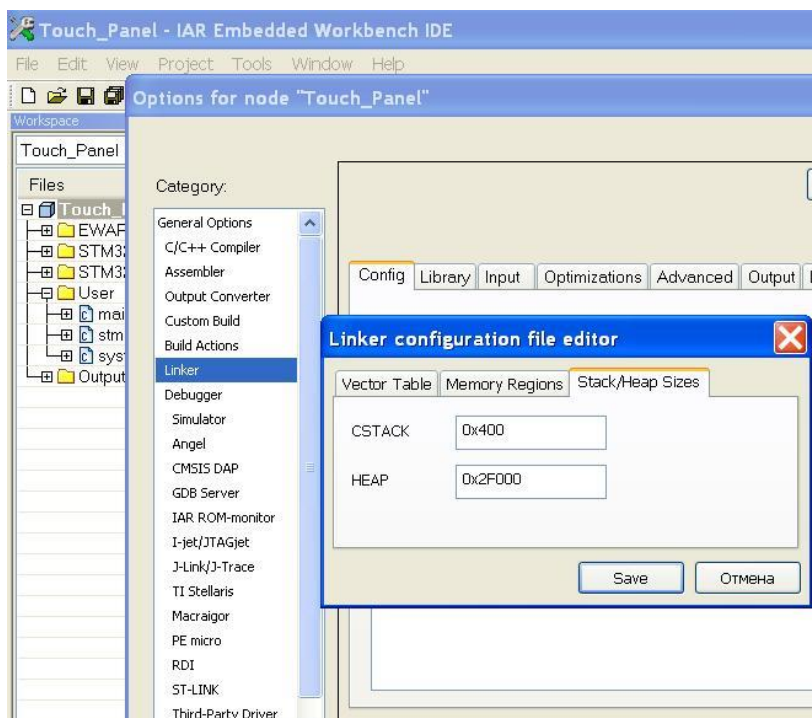 Touch_Panel - IAR Embedded Workbench IDE
File Edit View Project Tools Window Help
Options for node "Touch_Panel"
Workspace
Touch_Panel
Files
Touch_
EWAR
STM3
STM3
User
mai
stm
sys
Output
Category:
General Options
C/C++ Compiler
Assembler
Output Converter
Custom Build
Build Actions
Linker
Debugger
Simulator
Angel
CMSIS DAP
GDB Server
IAR ROM-monitor
I-jet/JTAGjet
J-Link/J-Trace
TI Stellaris
Macraigor
PE micro
RDI
ST-LINK
Third-Party Driver
Config Library Input Optimizations Advanced Output
Linker configuration file editor
Vector Table Memory Regions Stack/Heap Sizes
CSTACK 0x400
HEAP 0x2F000
Save Отмена